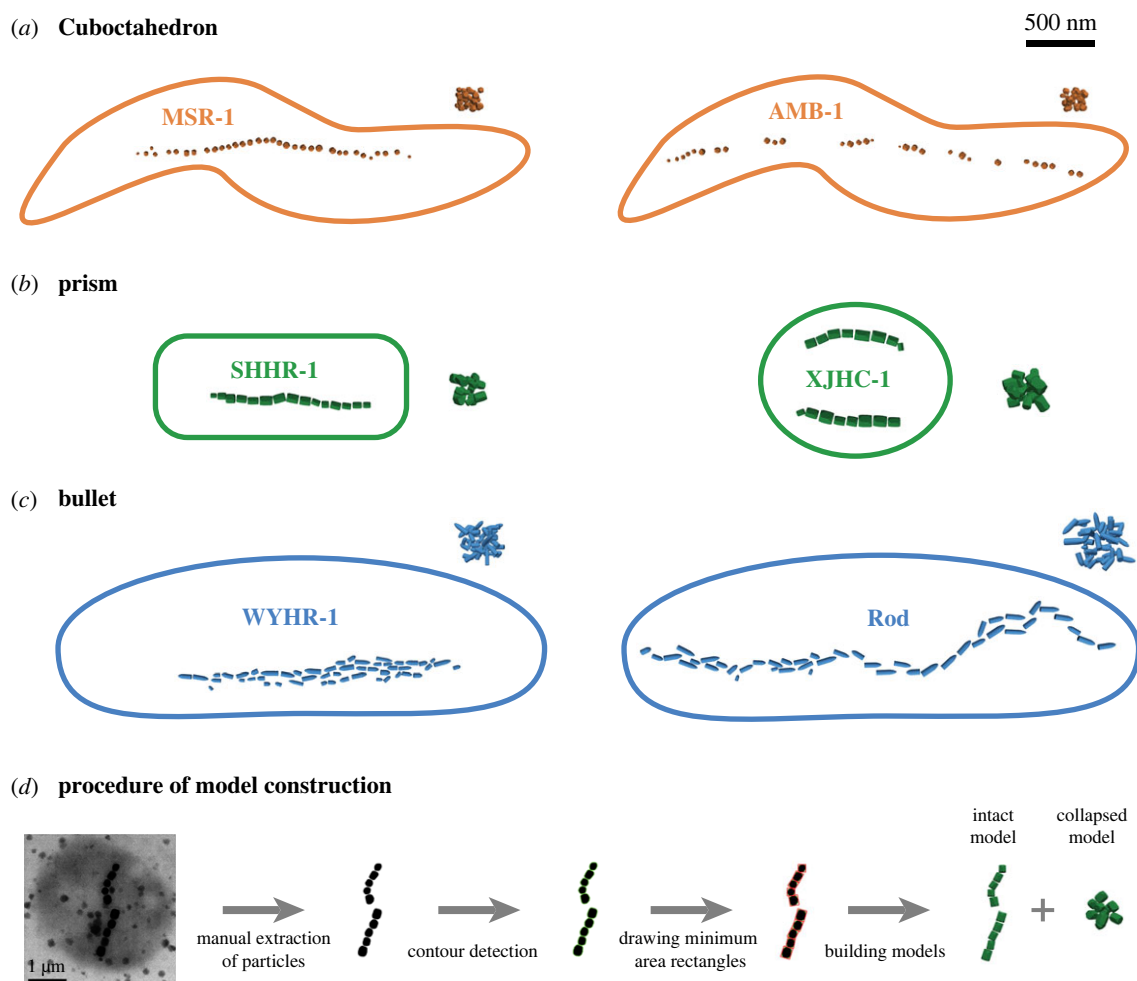 (a) Cuboctahedron
500 nm
MSR-1
AMB-1
(b) prism
SHHR-1
XJHC-1
(c) bullet
WYHR-1
Rod
(d) procedure of model construction
intact
model
collapsed
model
manual extraction
of particles
contour detection
drawing minimum
area rectangles
building models
1 µm